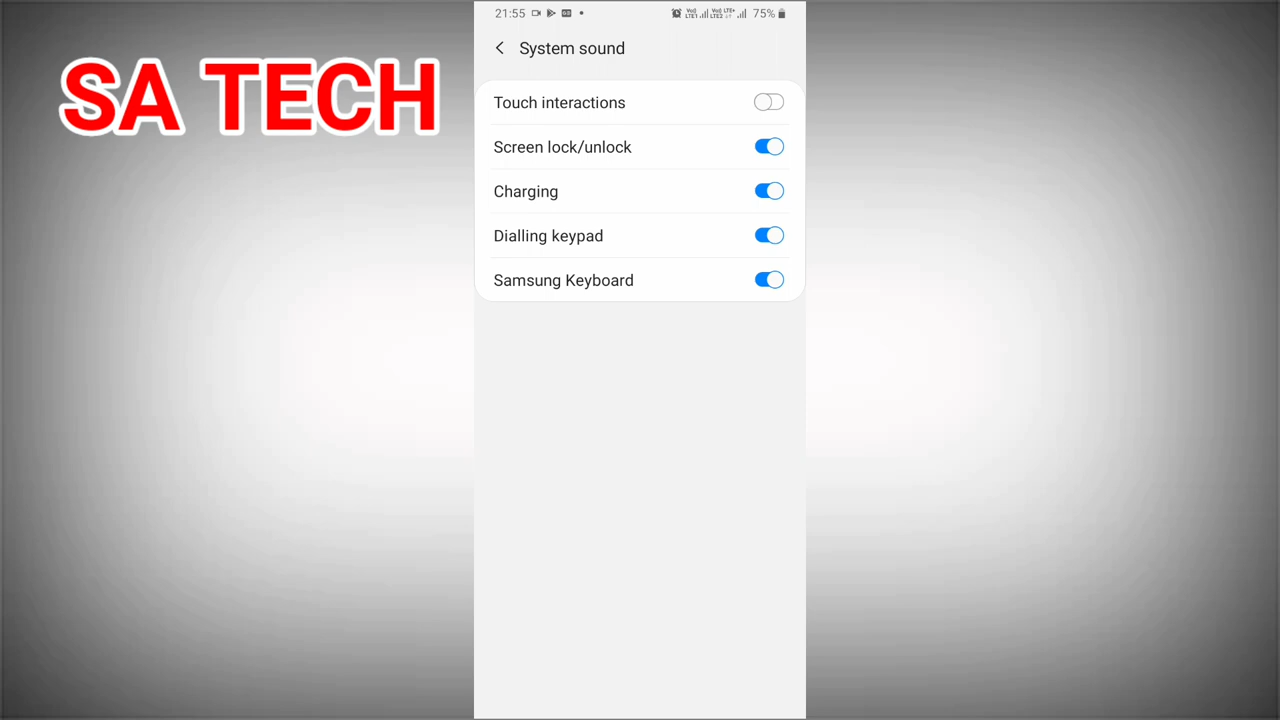 SA TECH
21:55 75%
System sound
Touch interactions
Screen lock/unlock
Charging
Dialling keypad
Samsung Keyboard